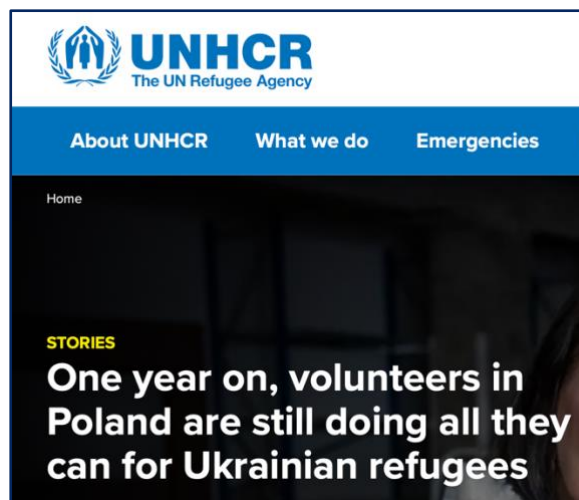 UNHCR
The UN Refugee Agency
About UNHCR What we do Emergencies
Home
STORIES
One year on, volunteers in
Poland are still doing all they
can for Ukrainian refugees